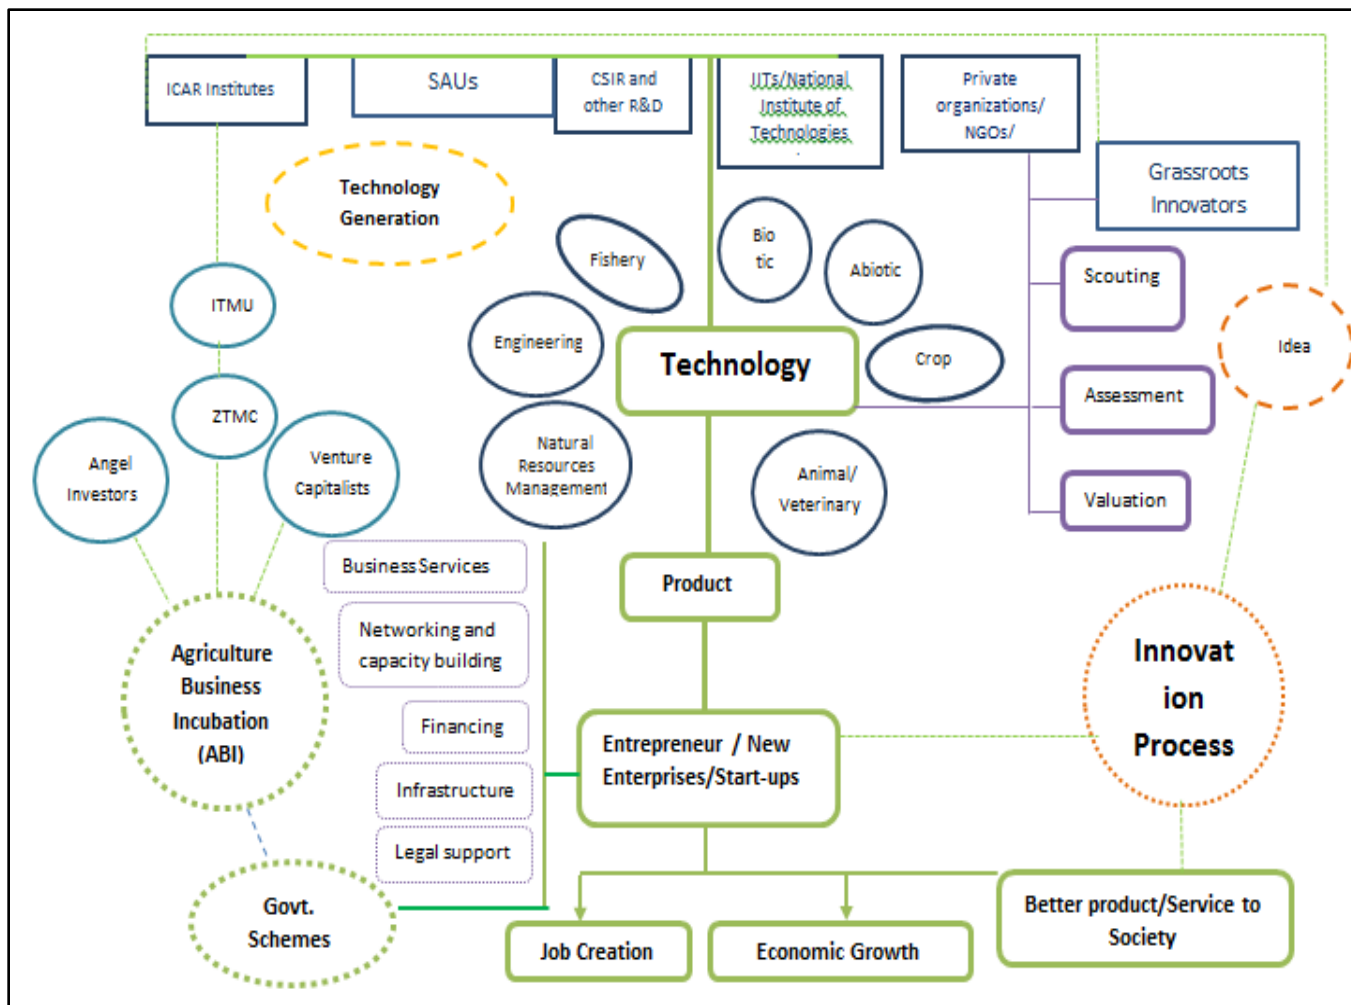 ICAR Institutes
SAUs
CSIR and
other R&D
IITs/National
Institute of
Technologies
.
Private
organizations/
NGOs/
Grassroots
Innovators
Technology
Generation
Fishery
Bio
tic
Abiotic
Scouting
ITMU
Engineering
Technology
Crop
Idea
Assessment
ZTMC
Angel
Investors
Venture
Capitalists
Natural
Resources
Management
Animal/
Veterinary
Valuation
Business Services
Product
Networking and
capacity building
Agriculture
Business
Incubation
(ABI)
Innovat
ion
Process
Financing
Entrepreneur / New
Enterprises/Start-ups
Infrastructure
Legal support
Govt.
Schemes
Job Creation
Economic Growth
Better product/Service to
Society